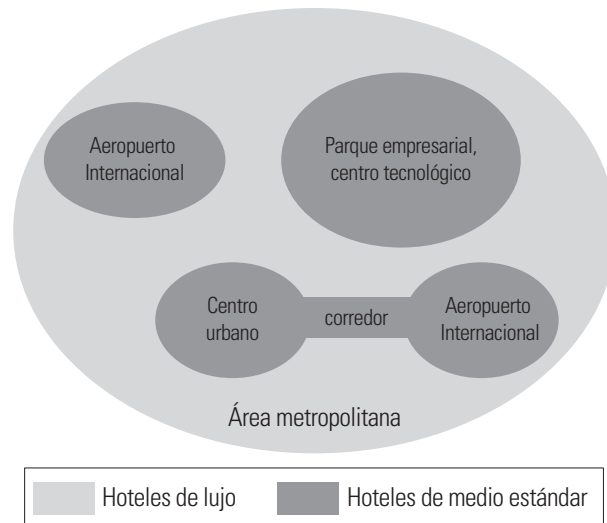 Aeropuerto
Internacional
Parque empresarial,
centro tecnológico
Centro
urbano
corredor
Aeropuerto
Internacional
Área metropolitana
Hoteles de lujo
Hoteles de medio estándar